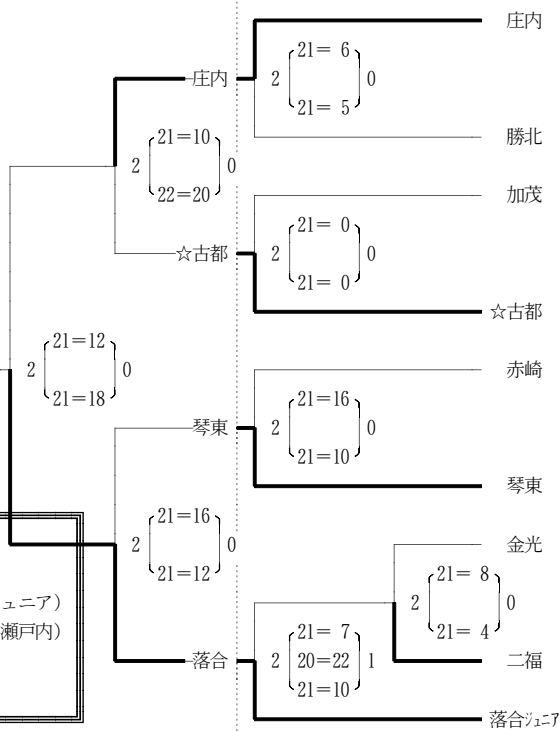 庄内
21＝ 6
2 0
庄内
21＝ 5
21＝10
勝北
2 0
22＝20
加茂
21＝ 0
☆古都
2 0
21＝ 0
☆古都
21＝12
2 0
赤崎
21＝18
21＝16
琴東
2 0
21＝10
琴東
21＝16
2 0
金光
21＝12
21＝ 8
ュニア）
2 0
瀬戸内）
21＝ 4
21＝ 7
落合
2 20＝22 1
二福
21＝10
落合ジュニア